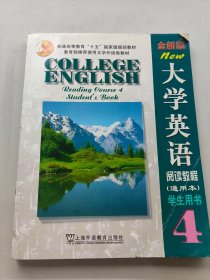 普通高等教育“十五”国家级规划教材
教育部推荐使用大学外语类教材
COLLEGE
ENGLISH
Reading Course 4
Student's Book
全新版
New
大学英语
阅读教程
(通用本)
学生用书
4
上海外语教育出版社